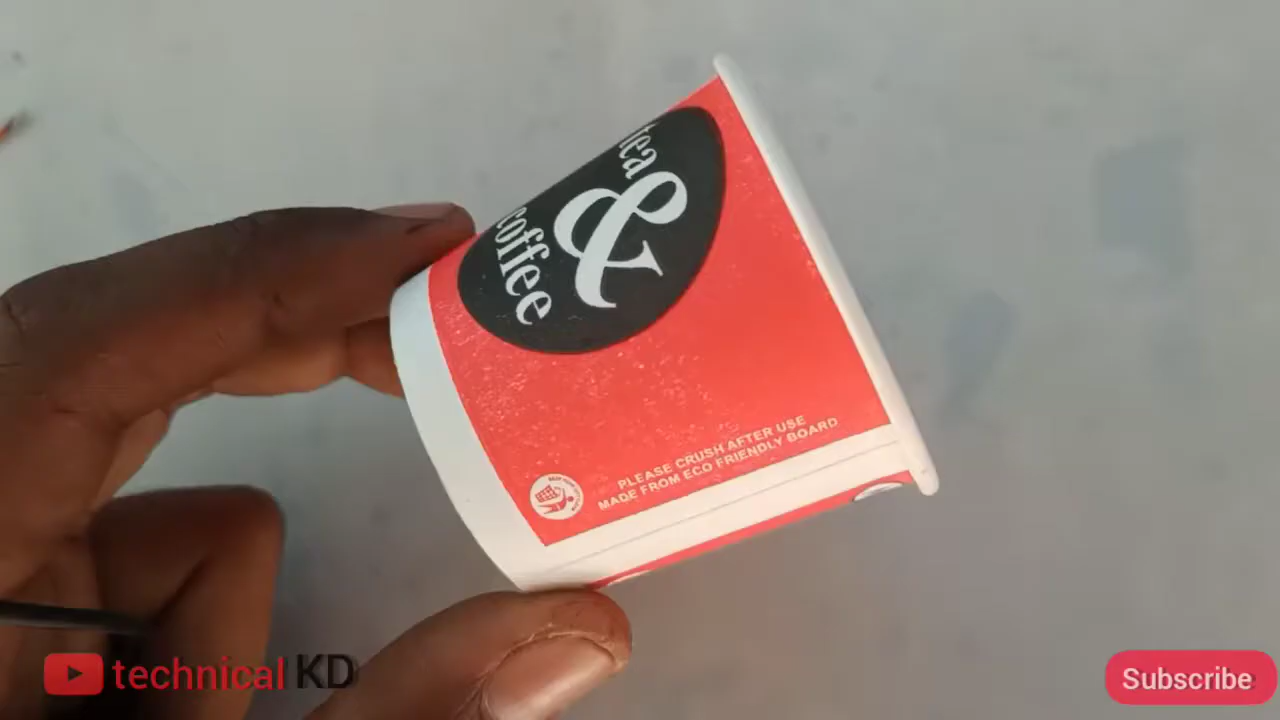 tea
&
coffee
PLEASE CRUSH AFTER USE
MADE FROM ECO FRIENDLY BOARD
technical KD
Subscribe